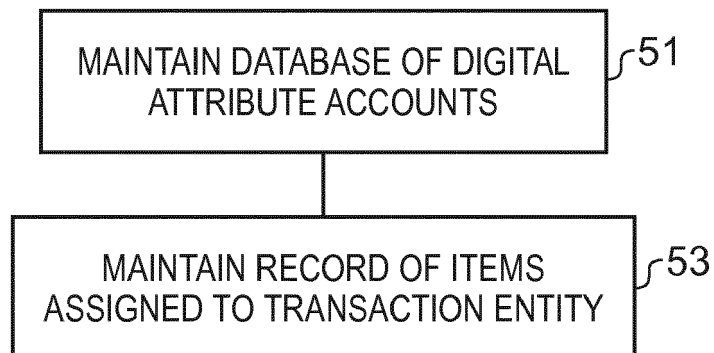 MAINTAIN DATABASE OF DIGITAL
ATTRIBUTE ACCOUNTS
51
MAINTAIN RECORD OF ITEMS
ASSIGNED TO TRANSACTION ENTITY
53